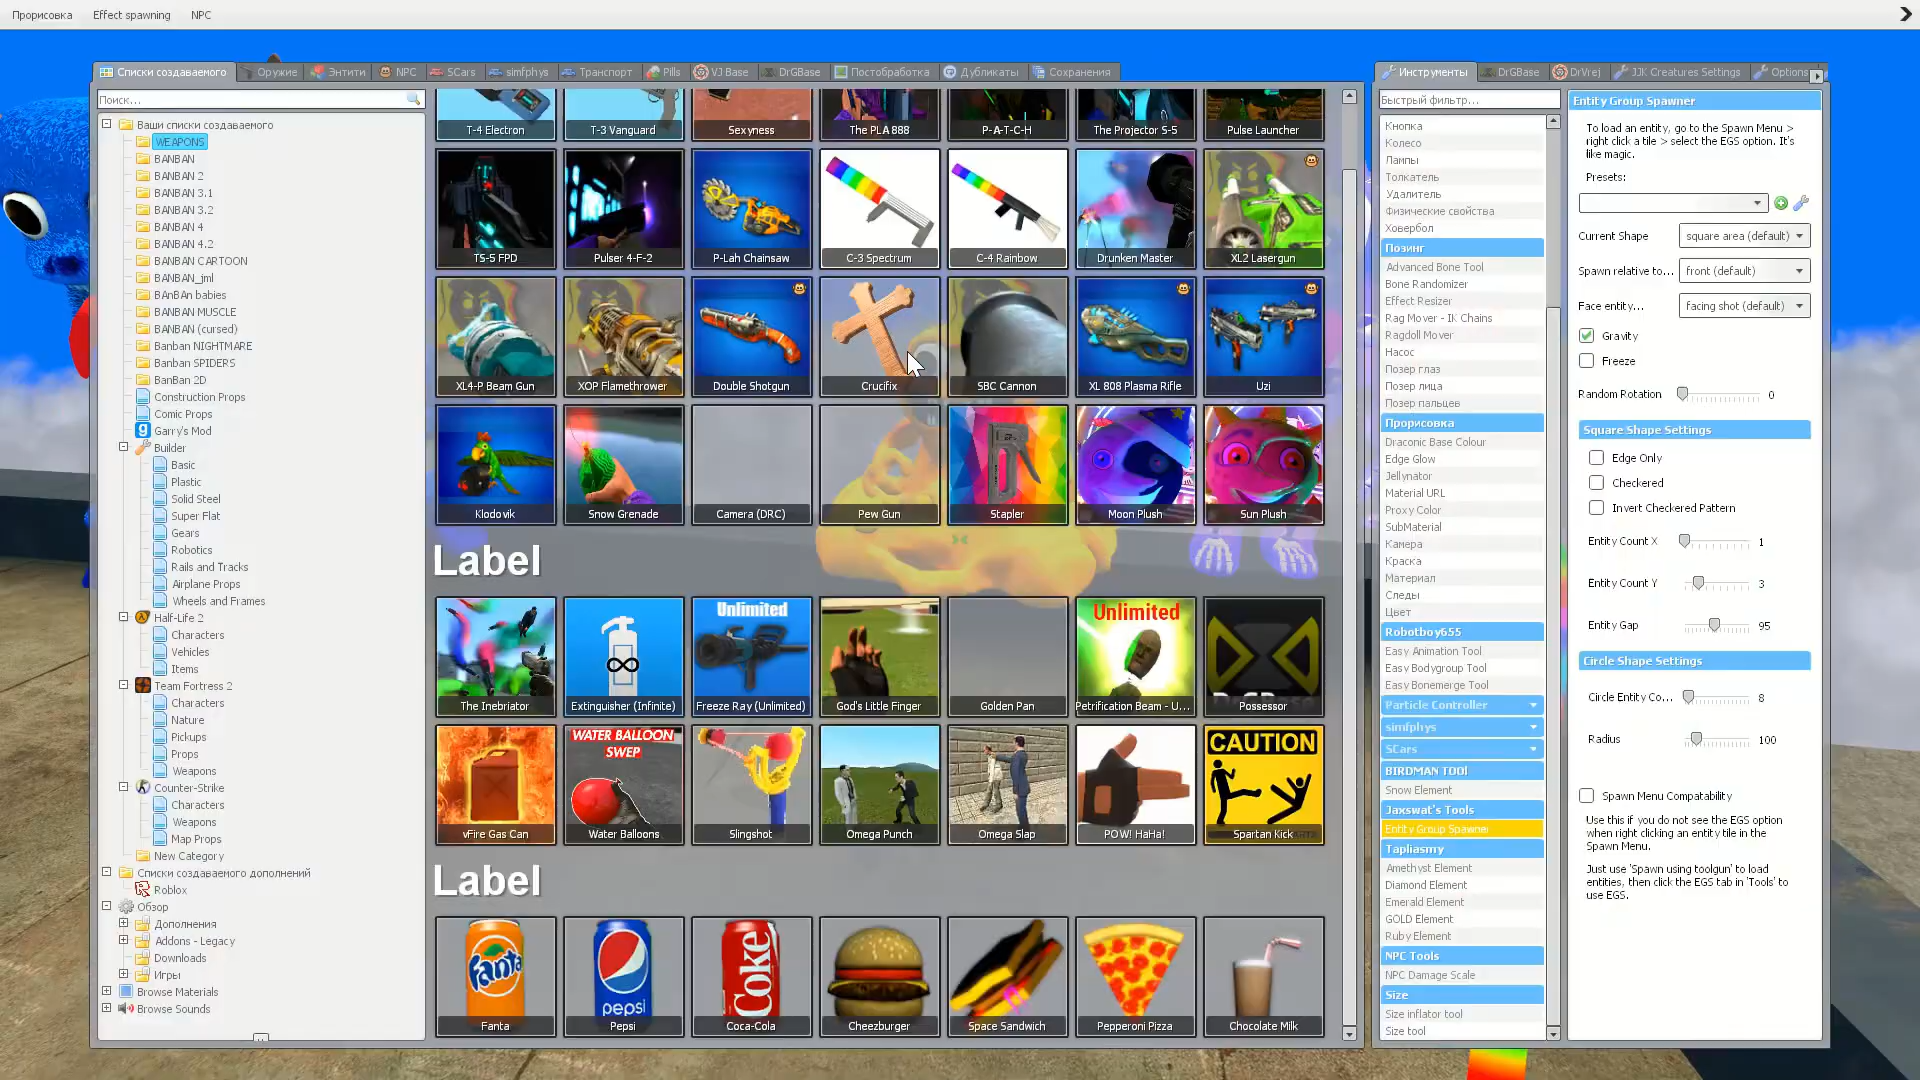 Прорисовка Effect spawning NPC
Списки создаваемого Оружие Энтити NPC SCars simfphys Транспорт Pills VJ Base DrGBase Постобработка Дубликаты Сохранения
Поиск...
Ваши списки создаваемого
WEAPONS
BANBAN
BANBAN 2
BANBAN 3.1
BANBAN 3.2
BANBAN 4
BANBAN 4.2
BANBAN CARTOON
BANBAN_jml
BAnBAn babies
BANBAN MUSCLE
BANBAN (cursed)
Banban NIGHTMARE
Banban SPIDERS
BanBan 2D
Construction Props
Comic Props
Garry's Mod
Builder
Basic
Plastic
Solid Steel
Super Flat
Gears
Robotics
Rails and Tracks
Airplane Props
Wheels and Frames
Half-Life 2
Characters
Vehicles
Items
Team Fortress 2
Characters
Nature
Pickups
Props
Weapons
Counter-Strike
Characters
Weapons
Map Props
New Category
Списки создаваемого дополнений
Roblox
Обзор
Дополнения
Addons - Legacy
Downloads
Игры
Browse Materials
Browse Sounds
T-4 Electron T-3 Vanguard Sexyness The PLA 888 P-A-T-C-H The Projector S-5 Pulse Launcher
TS-5 FPD Pulser 4-F-2 P-Lah Chainsaw C-3 Spectrum C-4 Rainbow Drunken Master XL2 Lasergun
XL4-P Beam Gun XOP Flamethrower Double Shotgun Crucifix SBC Cannon XL 808 Plasma Rifle Uzi
Klodovik Snow Grenade Camera (DRC) Pew Gun Stapler Moon Plush Sun Plush
Label
Unlimited Unlimited
The Inebriator Extinguisher (Infinite) Freeze Ray (Unlimited) God's Little Finger Golden Pan Petrification Beam - U... Possessor
WATER BALLOON
SWEP
CAUTION
vFire Gas Can Water Balloons Slingshot Omega Punch Omega Slap POW! HaHa! Spartan Kick
Label
Fanta pepsi Coke
Fanta Pepsi Coca-Cola Cheezburger Space Sandwich Pepperoni Pizza Chocolate Milk
Инструменты DrGBase DrVrej JJK Creatures Settings Options
Быстрый фильтр...
Кнопка
Колесо
Лампы
Толкатель
Удалитель
Физические свойства
Ховербол
Позинг
Advanced Bone Tool
Bone Randomizer
Effect Resizer
Rag Mover - IK Chains
Ragdoll Mover
Насос
Позер глаз
Позер лица
Позер пальцев
Прорисовка
Draconic Base Colour
Edge Glow
Jellynator
Material URL
Proxy Color
SubMaterial
Камера
Краска
Материал
Следы
Цвет
Robotboy655
Easy Animation Tool
Easy Bodygroup Tool
Easy Bonemerge Tool
Particle Controller
simfphys
SCars
BIRDMAN TOOl
Snow Element
Jaxswat's Tools
Entity Group Spawner
Tapliasmy
Amethyst Element
Diamond Element
Emerald Element
GOLD Element
Ruby Element
NPC Tools
NPC Damage Scale
Size
Size inflator tool
Size tool
Entity Group Spawner
To load an entity, go to the Spawn Menu >
right click a tile > select the EGS option. It's
like magic.
Presets:
Current Shape square area (default)
Spawn relative to... front (default)
Face entity... facing shot (default)
Gravity
Freeze
Random Rotation 0
Square Shape Settings
Edge Only
Checkered
Invert Checkered Pattern
Entity Count X 1
Entity Count Y 3
Entity Gap 95
Circle Shape Settings
Circle Entity Co... 8
Radius 100
Spawn Menu Compatability
Use this if you do not see the EGS option
when right clicking an entity tile in the
Spawn Menu.
Just use 'Spawn using toolgun' to load
entities, then click the EGS tab in 'Tools' to
use EGS.